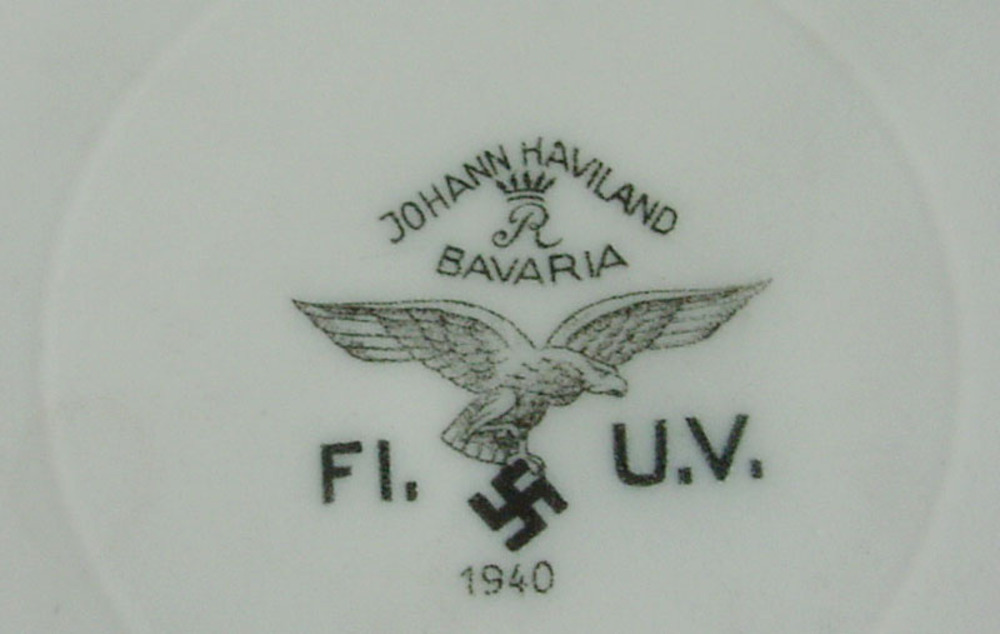 JOHANN HAVILAND
R
BAVARIA
Fl. U.V.
1940